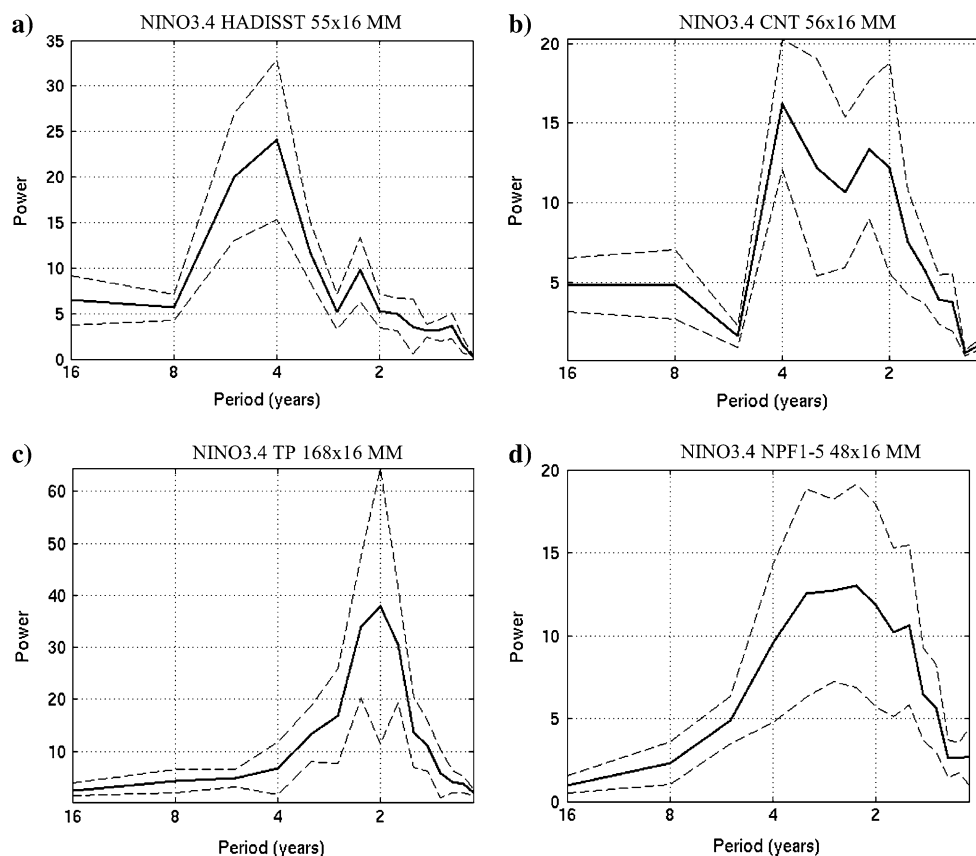 a) NINO3.4 HADISST 55x16 MM
35
30
25
20
15
10
5
0
Power
16 8 4 2
Period (years)
b) NINO3.4 CNT 56x16 MM
20
15
10
5
Power
16 8 4 2
Period (years)
c) NINO3.4 TP 168x16 MM
60
50
40
30
20
10
Power
16 8 4 2
Period (years)
d) NINO3.4 NPF1-5 48x16 MM
20
15
10
5
0
Power
16 8 4 2
Period (years)